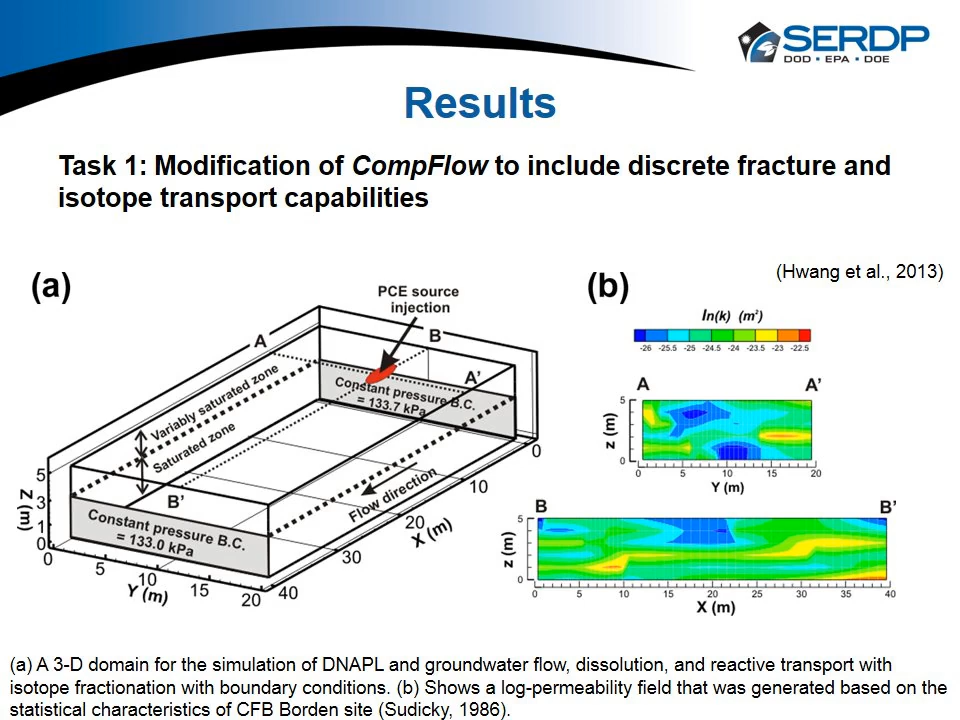 SERDP
DOD • EPA • DOE
Results
Task 1: Modification of CompFlow to include discrete fracture and
isotope transport capabilities
(Hwang et al., 2013)
(a)
PCE source
injection
A
B
A'
Variably saturated zone
Saturated zone
Constant pressure B.C.
= 133.7 kPa
B'
Flow direction
Constant pressure B.C.
= 133.0 kPa
Z (m)
5
3
1
0
0
5
10
15
20
Y (m)
40
30
20
10
0
X (m)
(b)
ln(k) (m²)
-26 -25.5 -25 -24.5 -24 -23.5 -23 -22.5
A A'
z (m)
5
0
0 5 10 15 20
Y (m)
B B'
z (m)
5
0
0 5 10 15 20 25 30 35 40
X (m)
(a) A 3-D domain for the simulation of DNAPL and groundwater flow, dissolution, and reactive transport with
isotope fractionation with boundary conditions. (b) Shows a log-permeability field that was generated based on the
statistical characteristics of CFB Borden site (Sudicky, 1986).